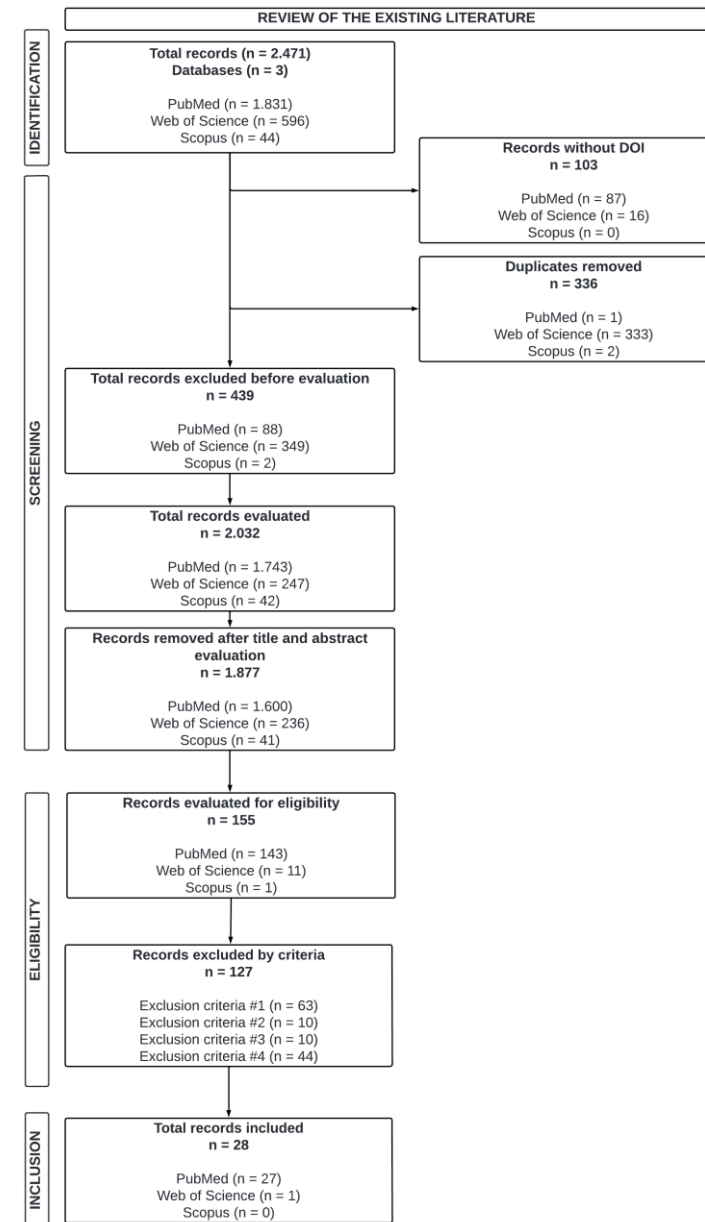 REVIEW OF THE EXISTING LITERATURE
IDENTIFICATION
Total records (n = 2.471)
Databases (n = 3)
PubMed (n = 1.831)
Web of Science (n = 596)
Scopus (n = 44)
Records without DOI
n = 103
PubMed (n = 87)
Web of Science (n = 16)
Scopus (n = 0)
Duplicates removed
n = 336
PubMed (n = 1)
Web of Science (n = 333)
Scopus (n = 2)
SCREENING
Total records excluded before evaluation
n = 439
PubMed (n = 88)
Web of Science (n = 349)
Scopus (n = 2)
Total records evaluated
n = 2.032
PubMed (n = 1.743)
Web of Science (n = 247)
Scopus (n = 42)
Records removed after title and abstract
evaluation
n = 1.877
PubMed (n = 1.600)
Web of Science (n = 236)
Scopus (n = 41)
ELIGIBILITY
Records evaluated for eligibility
n = 155
PubMed (n = 143)
Web of Science (n = 11)
Scopus (n = 1)
Records excluded by criteria
n = 127
Exclusion criteria #1 (n = 63)
Exclusion criteria #2 (n = 10)
Exclusion criteria #3 (n = 10)
Exclusion criteria #4 (n = 44)
INCLUSION
Total records included
n = 28
PubMed (n = 27)
Web of Science (n = 1)
Scopus (n = 0)